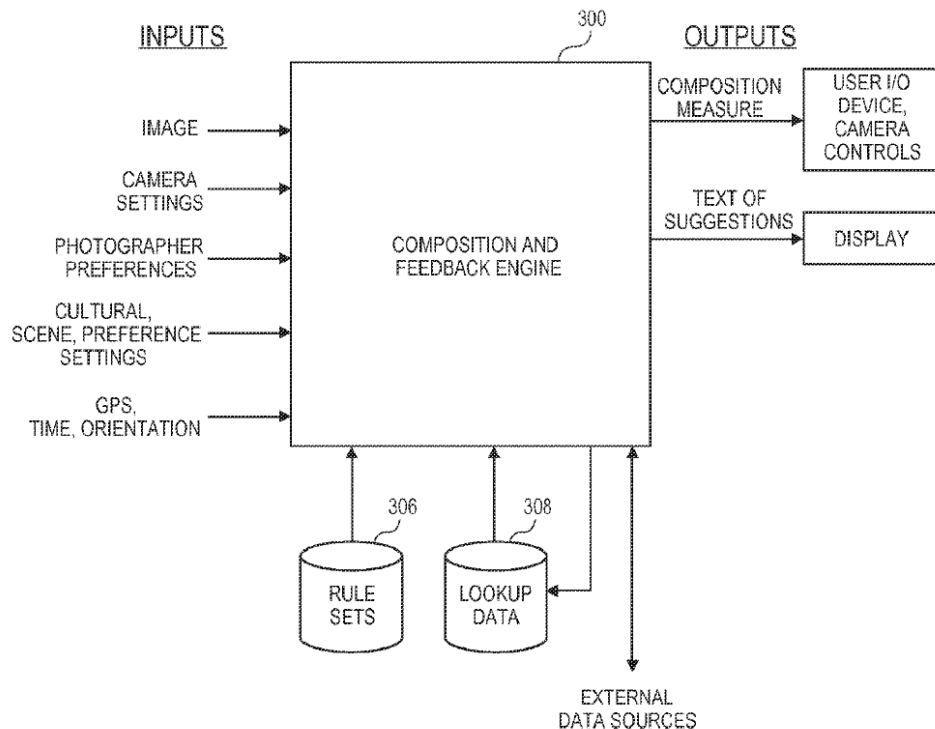 INPUTS
300
OUTPUTS
IMAGE
CAMERA
SETTINGS
PHOTOGRAPHER
PREFERENCES
CULTURAL,
SCENE, PREFERENCE
SETTINGS
GPS,
TIME, ORIENTATION
COMPOSITION AND
FEEDBACK ENGINE
COMPOSITION
MEASURE
USER I/O
DEVICE,
CAMERA
CONTROLS
TEXT OF
SUGGESTIONS
DISPLAY
306
RULE
SETS
308
LOOKUP
DATA
EXTERNAL
DATA SOURCES